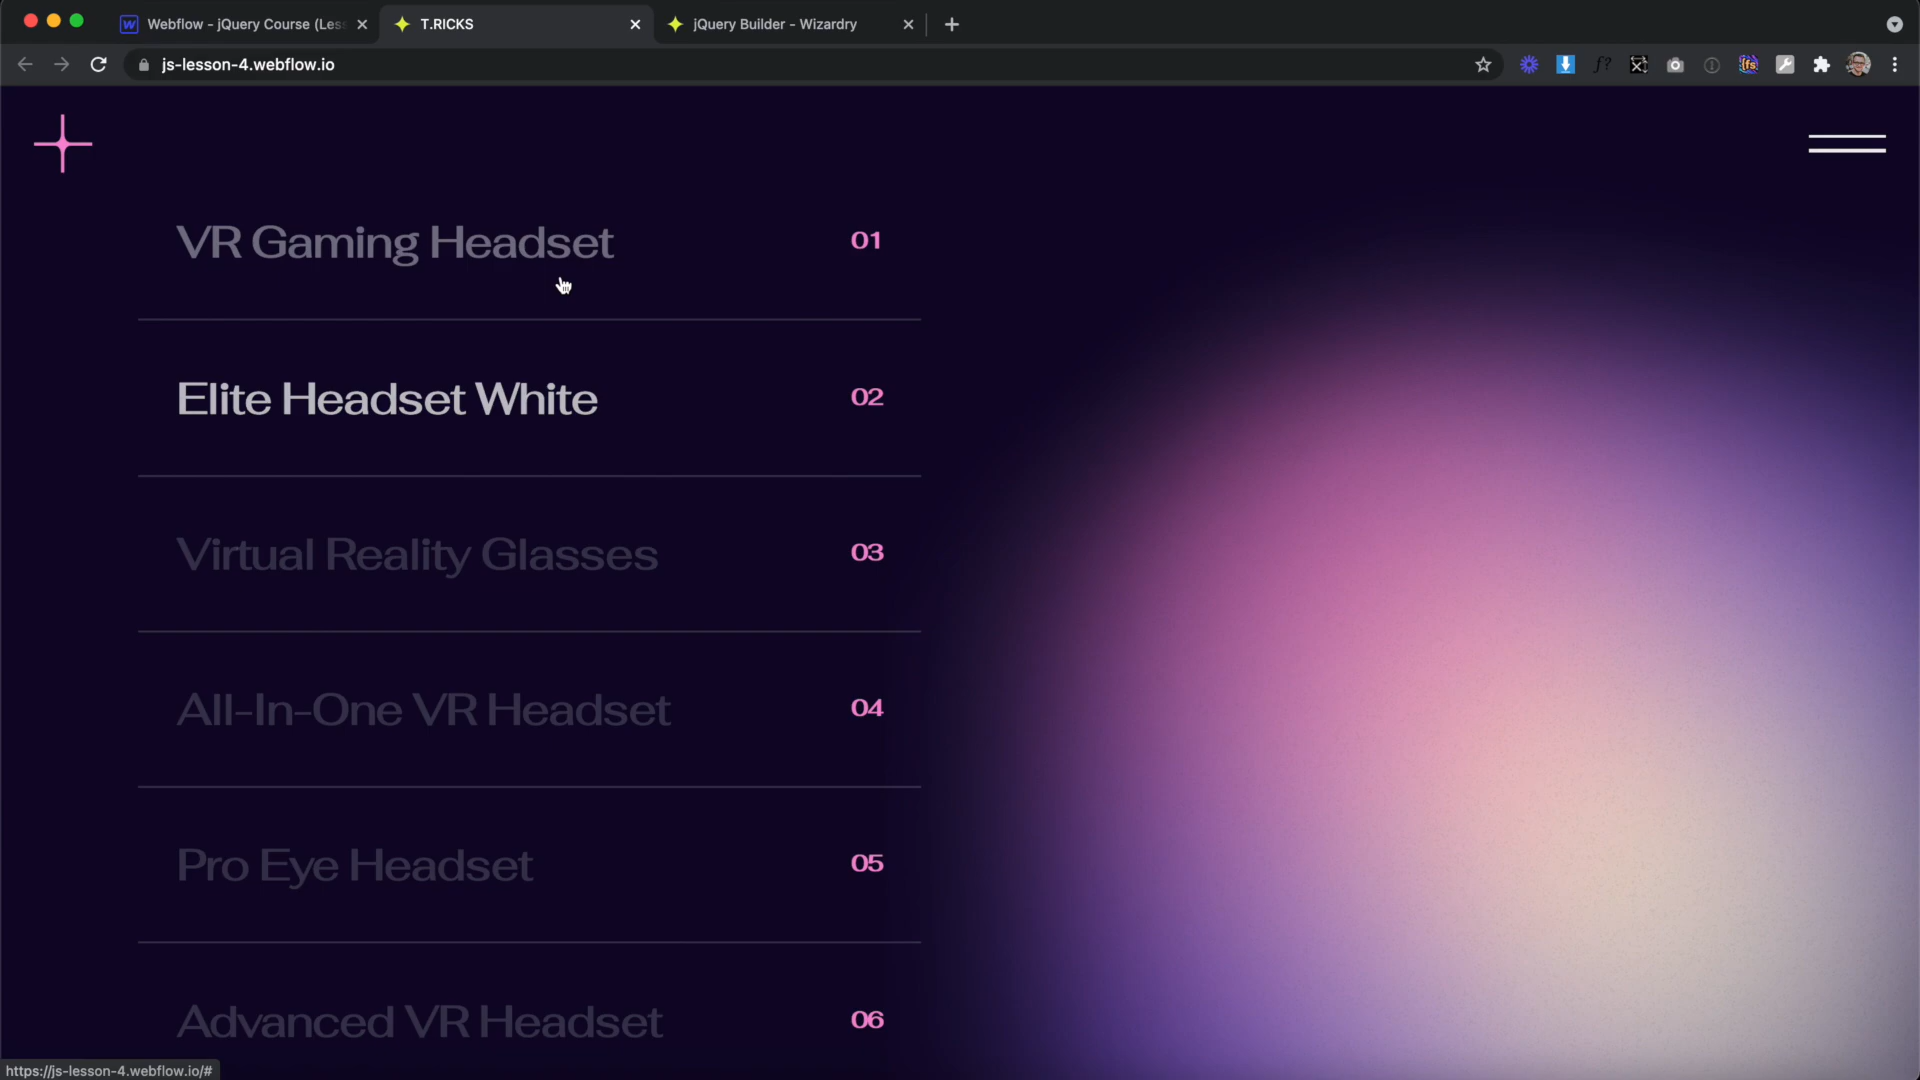 Webflow - jQuery Course (Les
T.RICKS
jQuery Builder - Wizardry
js-lesson-4.webflow.io
VR Gaming Headset
01
Elite Headset White
02
Virtual Reality Glasses
03
All-In-One VR Headset
04
Pro Eye Headset
05
Advanced VR Headset
06
https://js-lesson-4.webflow.io/#